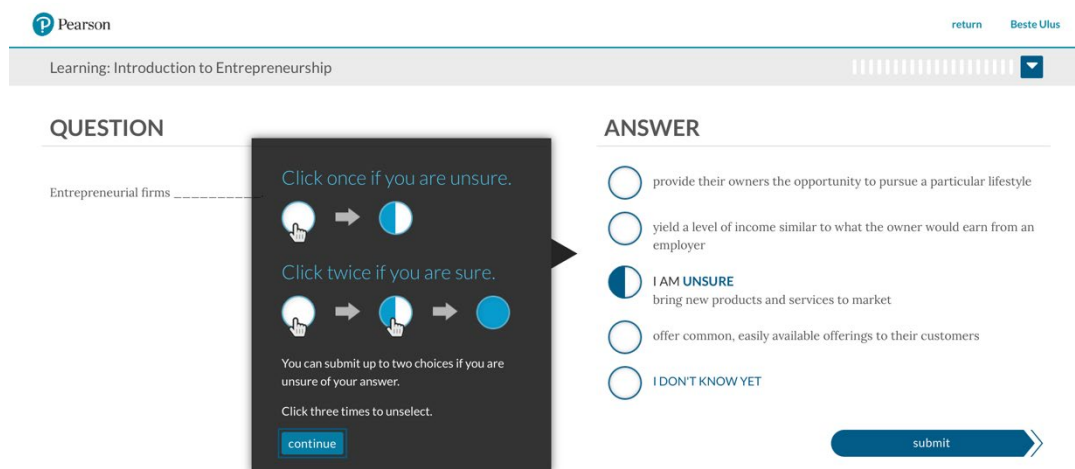 Pearson
return
Beste Ulus
Learning: Introduction to Entrepreneurship
QUESTION
Entrepreneurial firms __________.
Click once if you are unsure.
Click twice if you are sure.
You can submit up to two choices if you are
unsure of your answer.
Click three times to unselect.
continue
ANSWER
provide their owners the opportunity to pursue a particular lifestyle
yield a level of income similar to what the owner would earn from an
employer
I AM UNSURE
bring new products and services to market
offer common, easily available offerings to their customers
I DON'T KNOW YET
submit